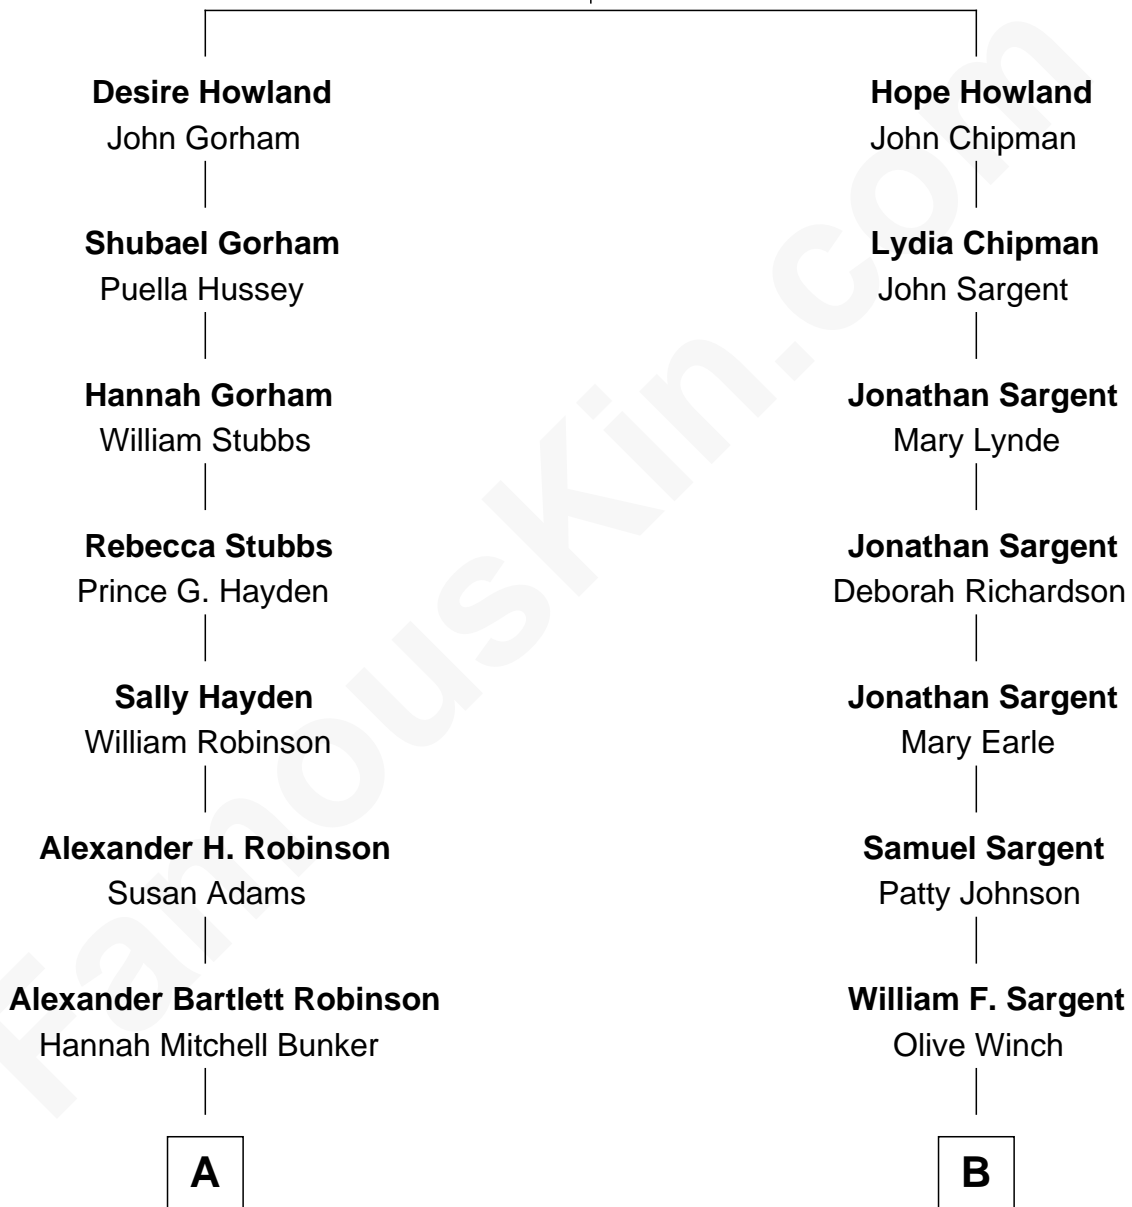 Desire Howland
John Gorham
Shubael Gorham
Puella Hussey
Hannah Gorham
William Stubbs
Rebecca Stubbs
Prince G. Hayden
Sally Hayden
William Robinson
Alexander H. Robinson
Susan Adams
Alexander Bartlett Robinson
Hannah Mitchell Bunker
A
Hope Howland
John Chipman
Lydia Chipman
John Sargent
Jonathan Sargent
Mary Lynde
Jonathan Sargent
Deborah Richardson
Jonathan Sargent
Mary Earle
Samuel Sargent
Patty Johnson
William F. Sargent
Olive Winch
B
FamousKin.com